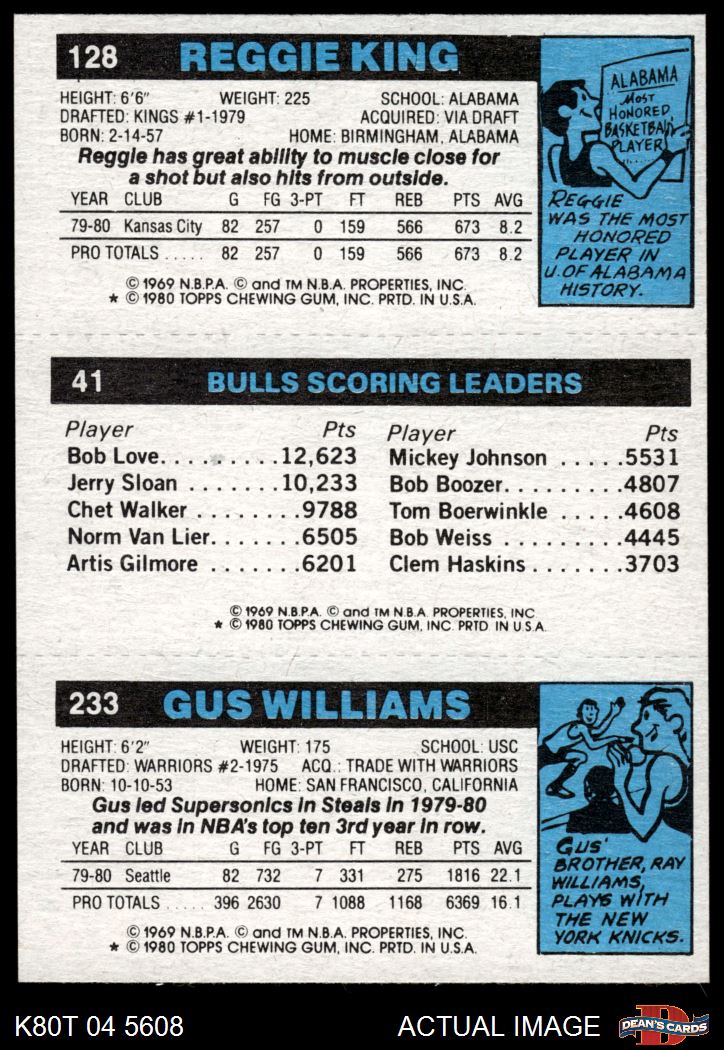 128 REGGIE KING
HEIGHT: 6'6" WEIGHT: 225 SCHOOL: ALABAMA
DRAFTED: KINGS #1-1979 ACQUIRED: VIA DRAFT
BORN: 2-14-57 HOME: BIRMINGHAM, ALABAMA
Reggie has great ability to muscle close for
a shot but also hits from outside.
YEAR CLUB G FG 3-PT FT REB PTS AVG
79-80 Kansas City 82 257 0 159 566 673 8.2
PRO TOTALS ..... 82 257 0 159 566 673 8.2
© 1969 N.B.P.A. © and TM N.B.A. PROPERTIES, INC.
★ © 1980 TOPPS CHEWING GUM, INC. PRTD. IN U.S.A.
ALABAMA
MOST
HONORED
BASKETBALL
PLAYER
......
REGGIE
WAS THE MOST
HONORED
PLAYER IN
U. OF ALABAMA
HISTORY.
41 BULLS SCORING LEADERS
Player Pts Player Pts
Bob Love.........12,623 Mickey Johnson .....5531
Jerry Sloan .......10,233 Bob Boozer.........4807
Chet Walker ........9788 Tom Boerwinkle .....4608
Norm Van Lier.......6505 Bob Weiss .........4445
Artis Gilmore .......6201 Clem Haskins.......3703
© 1969 N.B.P.A. © and TM N.B.A. PROPERTIES, INC
★ © 1980 TOPPS CHEWING GUM, INC. PRTD IN U.S.A.
233 GUS WILLIAMS
HEIGHT: 6'2" WEIGHT: 175 SCHOOL: USC
DRAFTED: WARRIORS #2-1975 ACQ.: TRADE WITH WARRIORS
BORN: 10-10-53 HOME: SAN FRANCISCO, CALIFORNIA
Gus led Supersonics in Steals in 1979-80
and was in NBA's top ten 3rd year in row.
YEAR CLUB G FG 3-PT FT REB PTS AVG
79-80 Seattle 82 732 7 331 275 1816 22.1
PRO TOTALS ..... 396 2630 7 1088 1168 6369 16.1
© 1969 N.B.P.A. © and TM N.B.A. PROPERTIES, INC.
★ © 1980 TOPPS CHEWING GUM, INC. PRTD. IN U.S.A.
GUS'
BROTHER, RAY
WILLIAMS,
PLAYS WITH
THE NEW
YORK KNICKS.
K80T 04 5608 ACTUAL IMAGE
D
DEAN'S CARDS